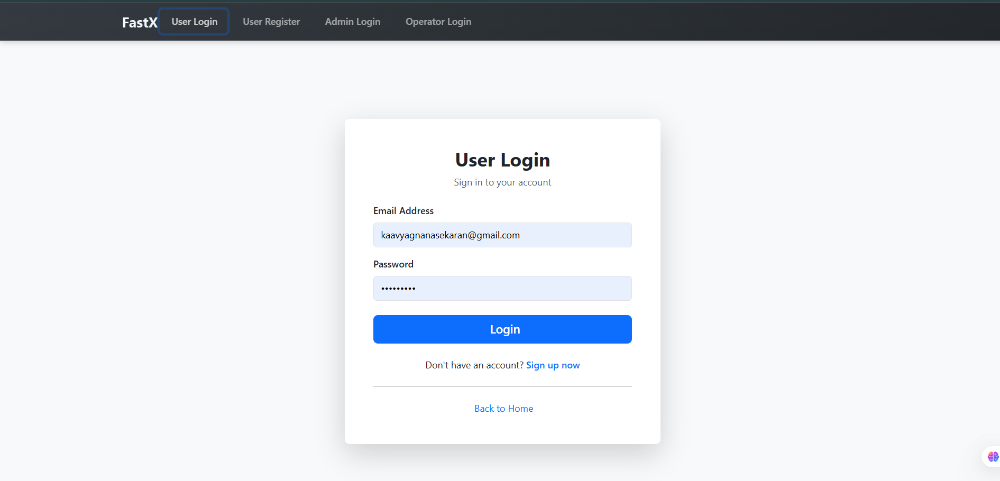 FastX User Login User Register Admin Login Operator Login
User Login
Sign in to your account
Email Address
kaavyagnanasekaran@gmail.com
Password
•••••••••
Login
Don't have an account? Sign up now
Back to Home